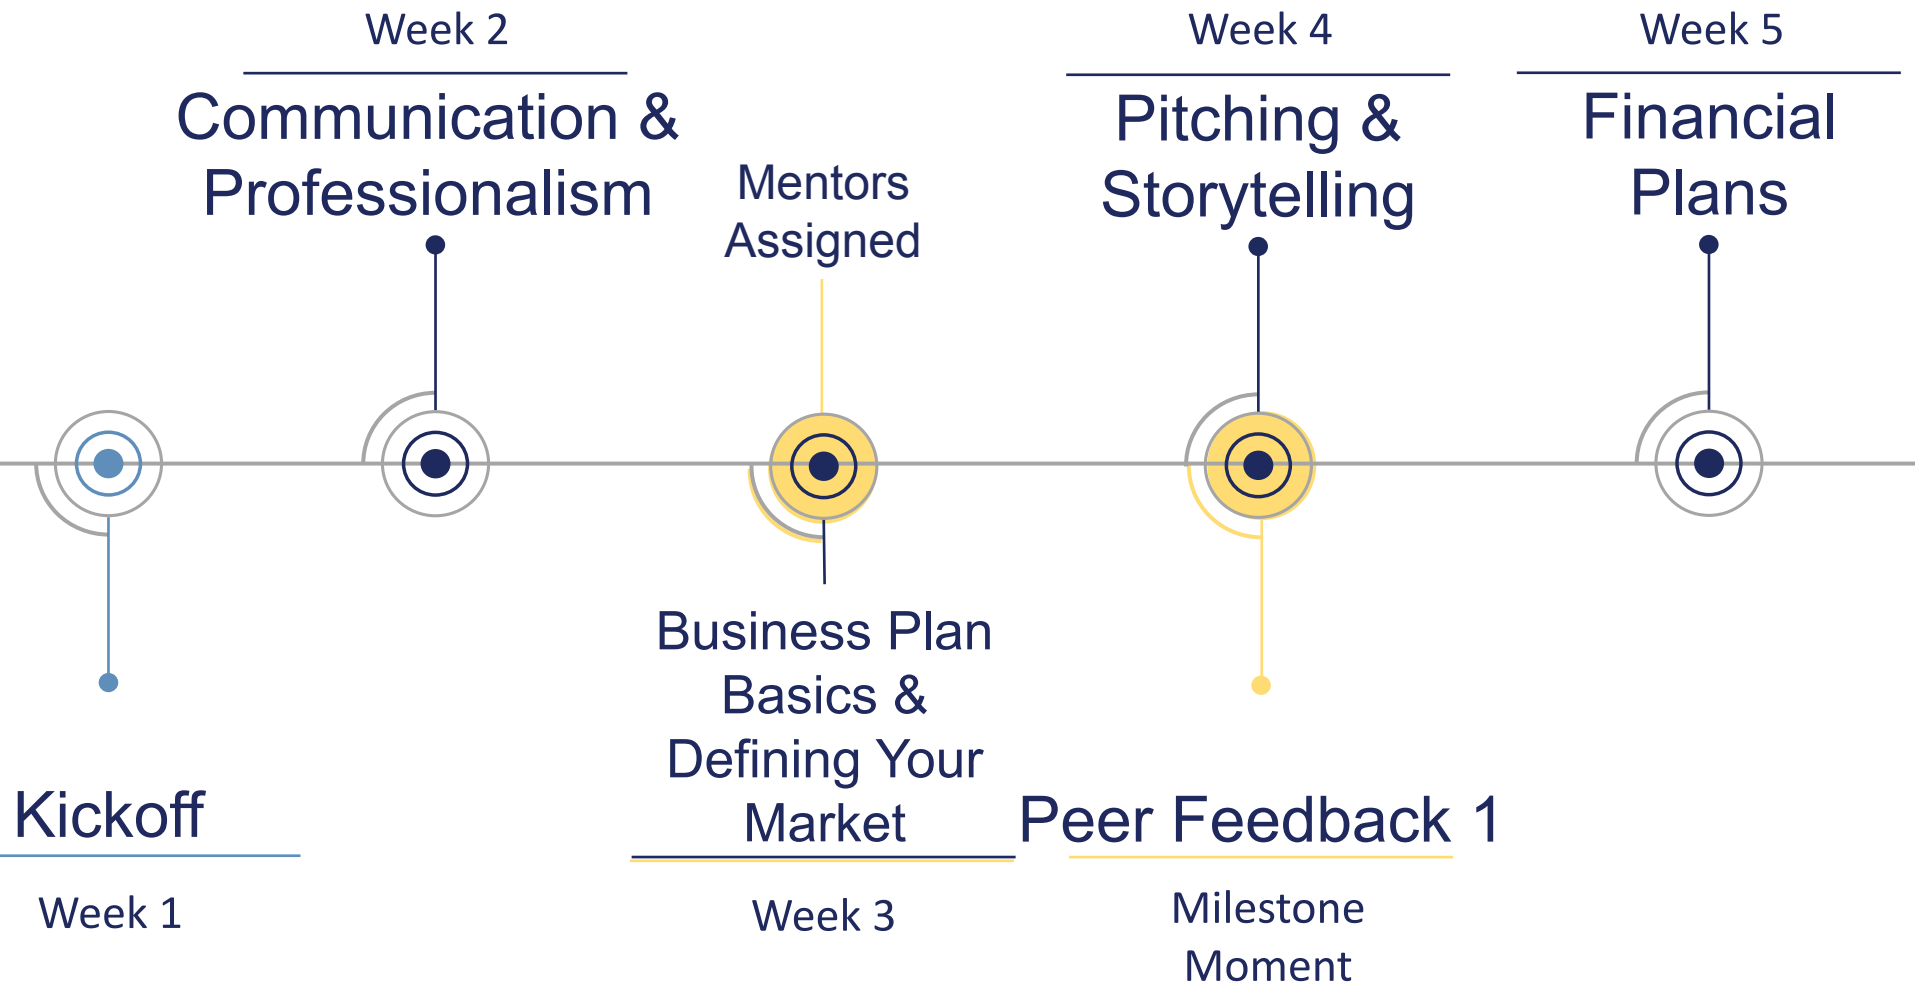 Week 2
Communication &
Professionalism
Mentors
Assigned
Week 4
Pitching &
Storytelling
Week 5
Financial
Plans
Kickoff
Week 1
Business Plan
Basics &
Defining Your
Market
Week 3
Peer Feedback 1
Milestone
Moment